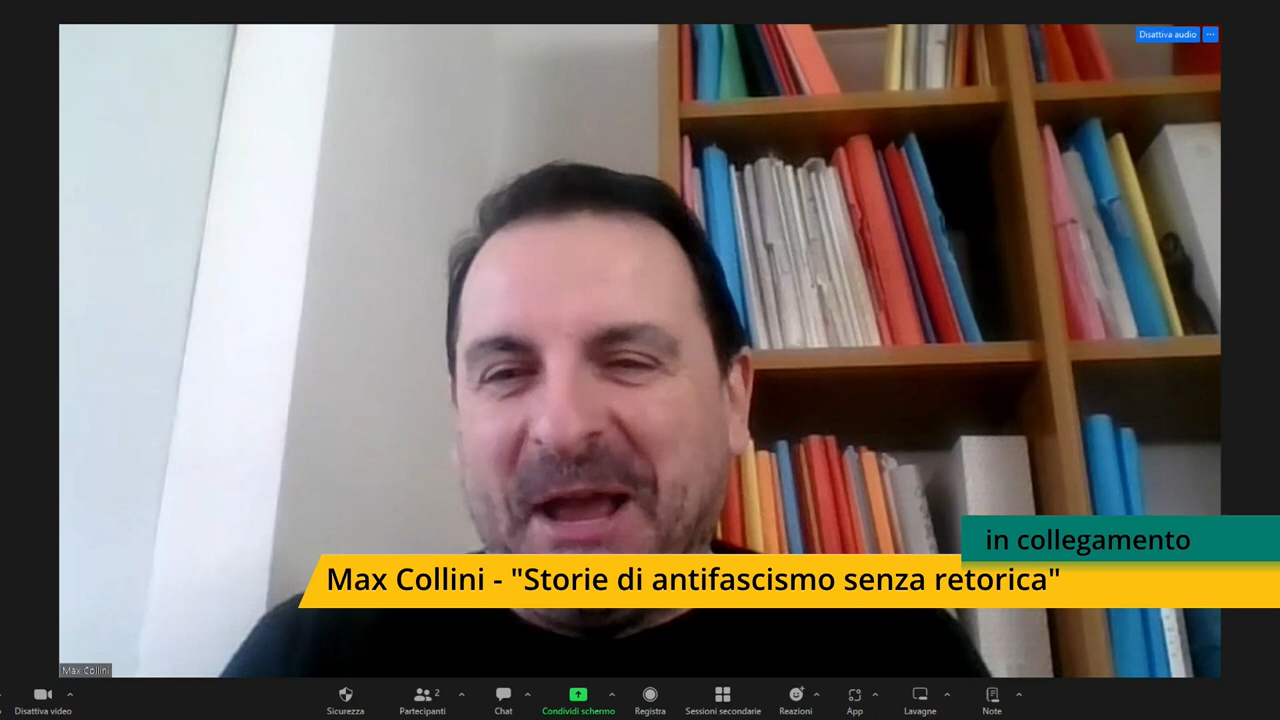 Disattiva audio
in collegamento
Max Collini - "Storie di antifascismo senza retorica"
Max Collini
Disattiva video
Sicurezza
Partecipanti
2
Chat
Condividi schermo
Registra
Sessioni secondarie
Reazioni
App
Lavagne
Note